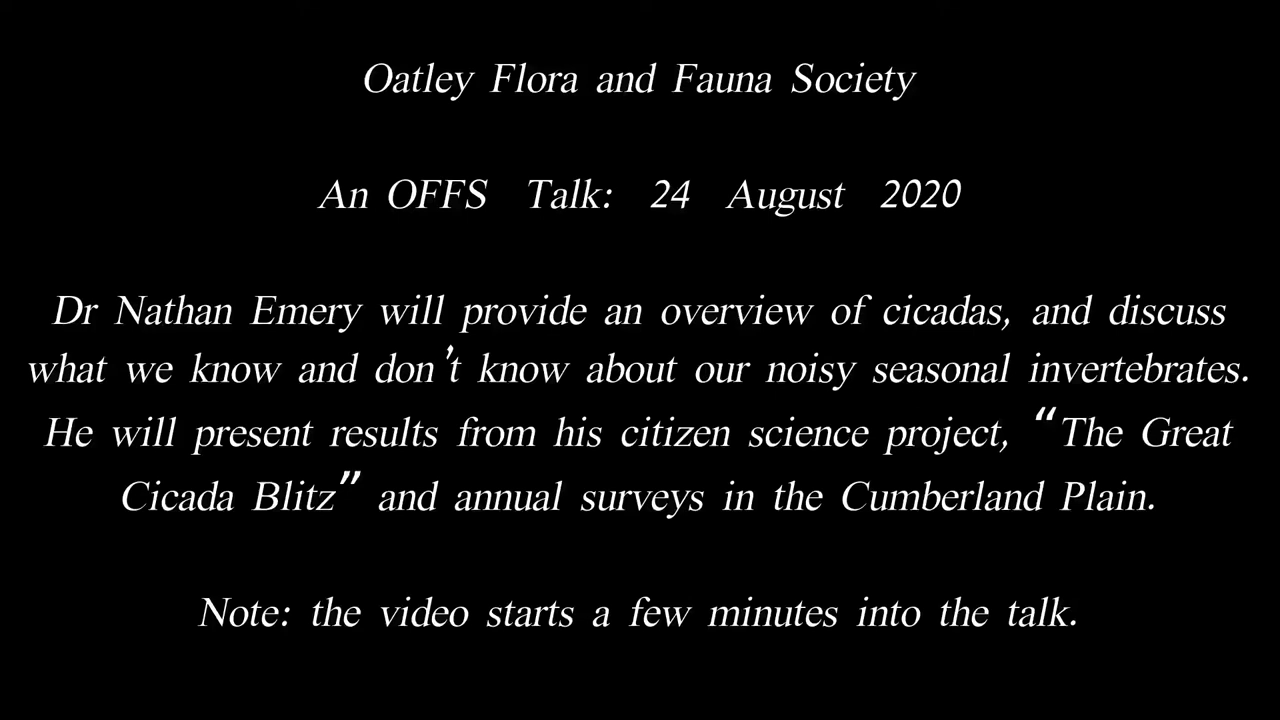 Oatley Flora and Fauna Society
An OFFS Talk: 24 August 2020
Dr Nathan Emery will provide an overview of cicadas, and discuss
what we know and don't know about our noisy seasonal invertebrates.
He will present results from his citizen science project, “The Great
Cicada Blitz” and annual surveys in the Cumberland Plain.
Note: the video starts a few minutes into the talk.